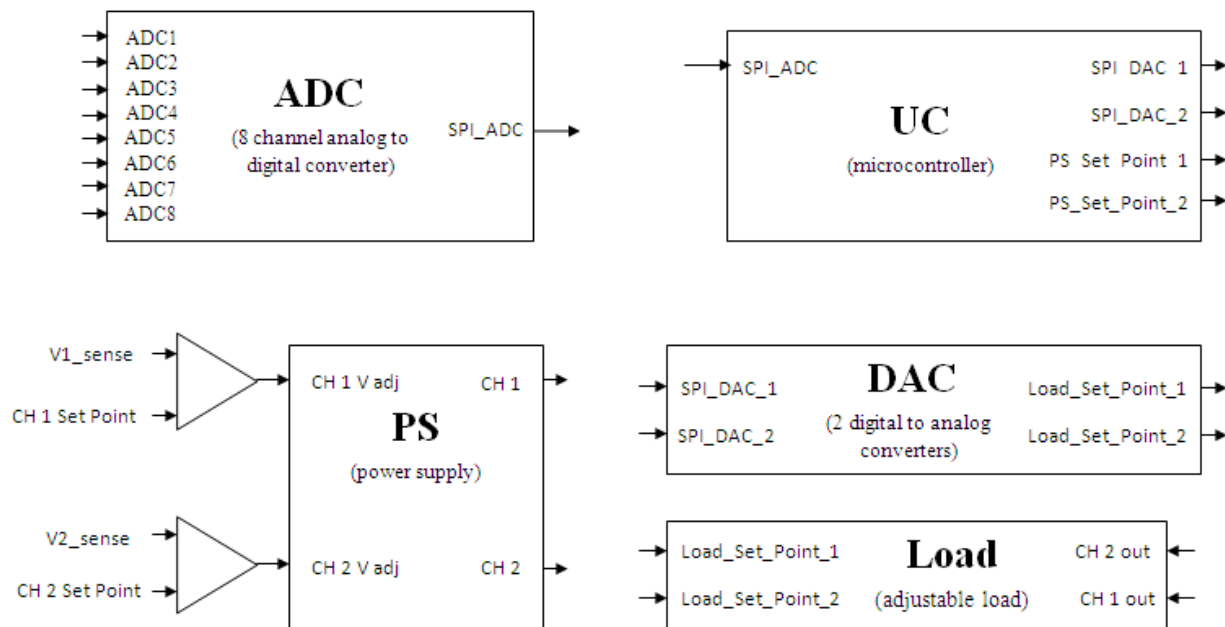 ADC1
ADC2
ADC3
ADC4
ADC5
ADC6
ADC7
ADC8
ADC
(8 channel analog to
digital converter)
SPI_ADC
SPI_ADC
UC
(microcontroller)
SPI DAC 1
SPI_DAC_2
PS Set Point 1
PS_Set_Point_2
V1_sense
CH 1 Set Point
V2_sense
CH 2 Set Point
CH 1 V adj
CH 1
PS
(power supply)
CH 2 V adj
CH 2
SPI_DAC_1
SPI_DAC_2
DAC
(2 digital to analog
converters)
Load_Set_Point_1
Load_Set_Point_2
Load_Set_Point_1
Load_Set_Point_2
Load
(adjustable load)
CH 2 out
CH 1 out